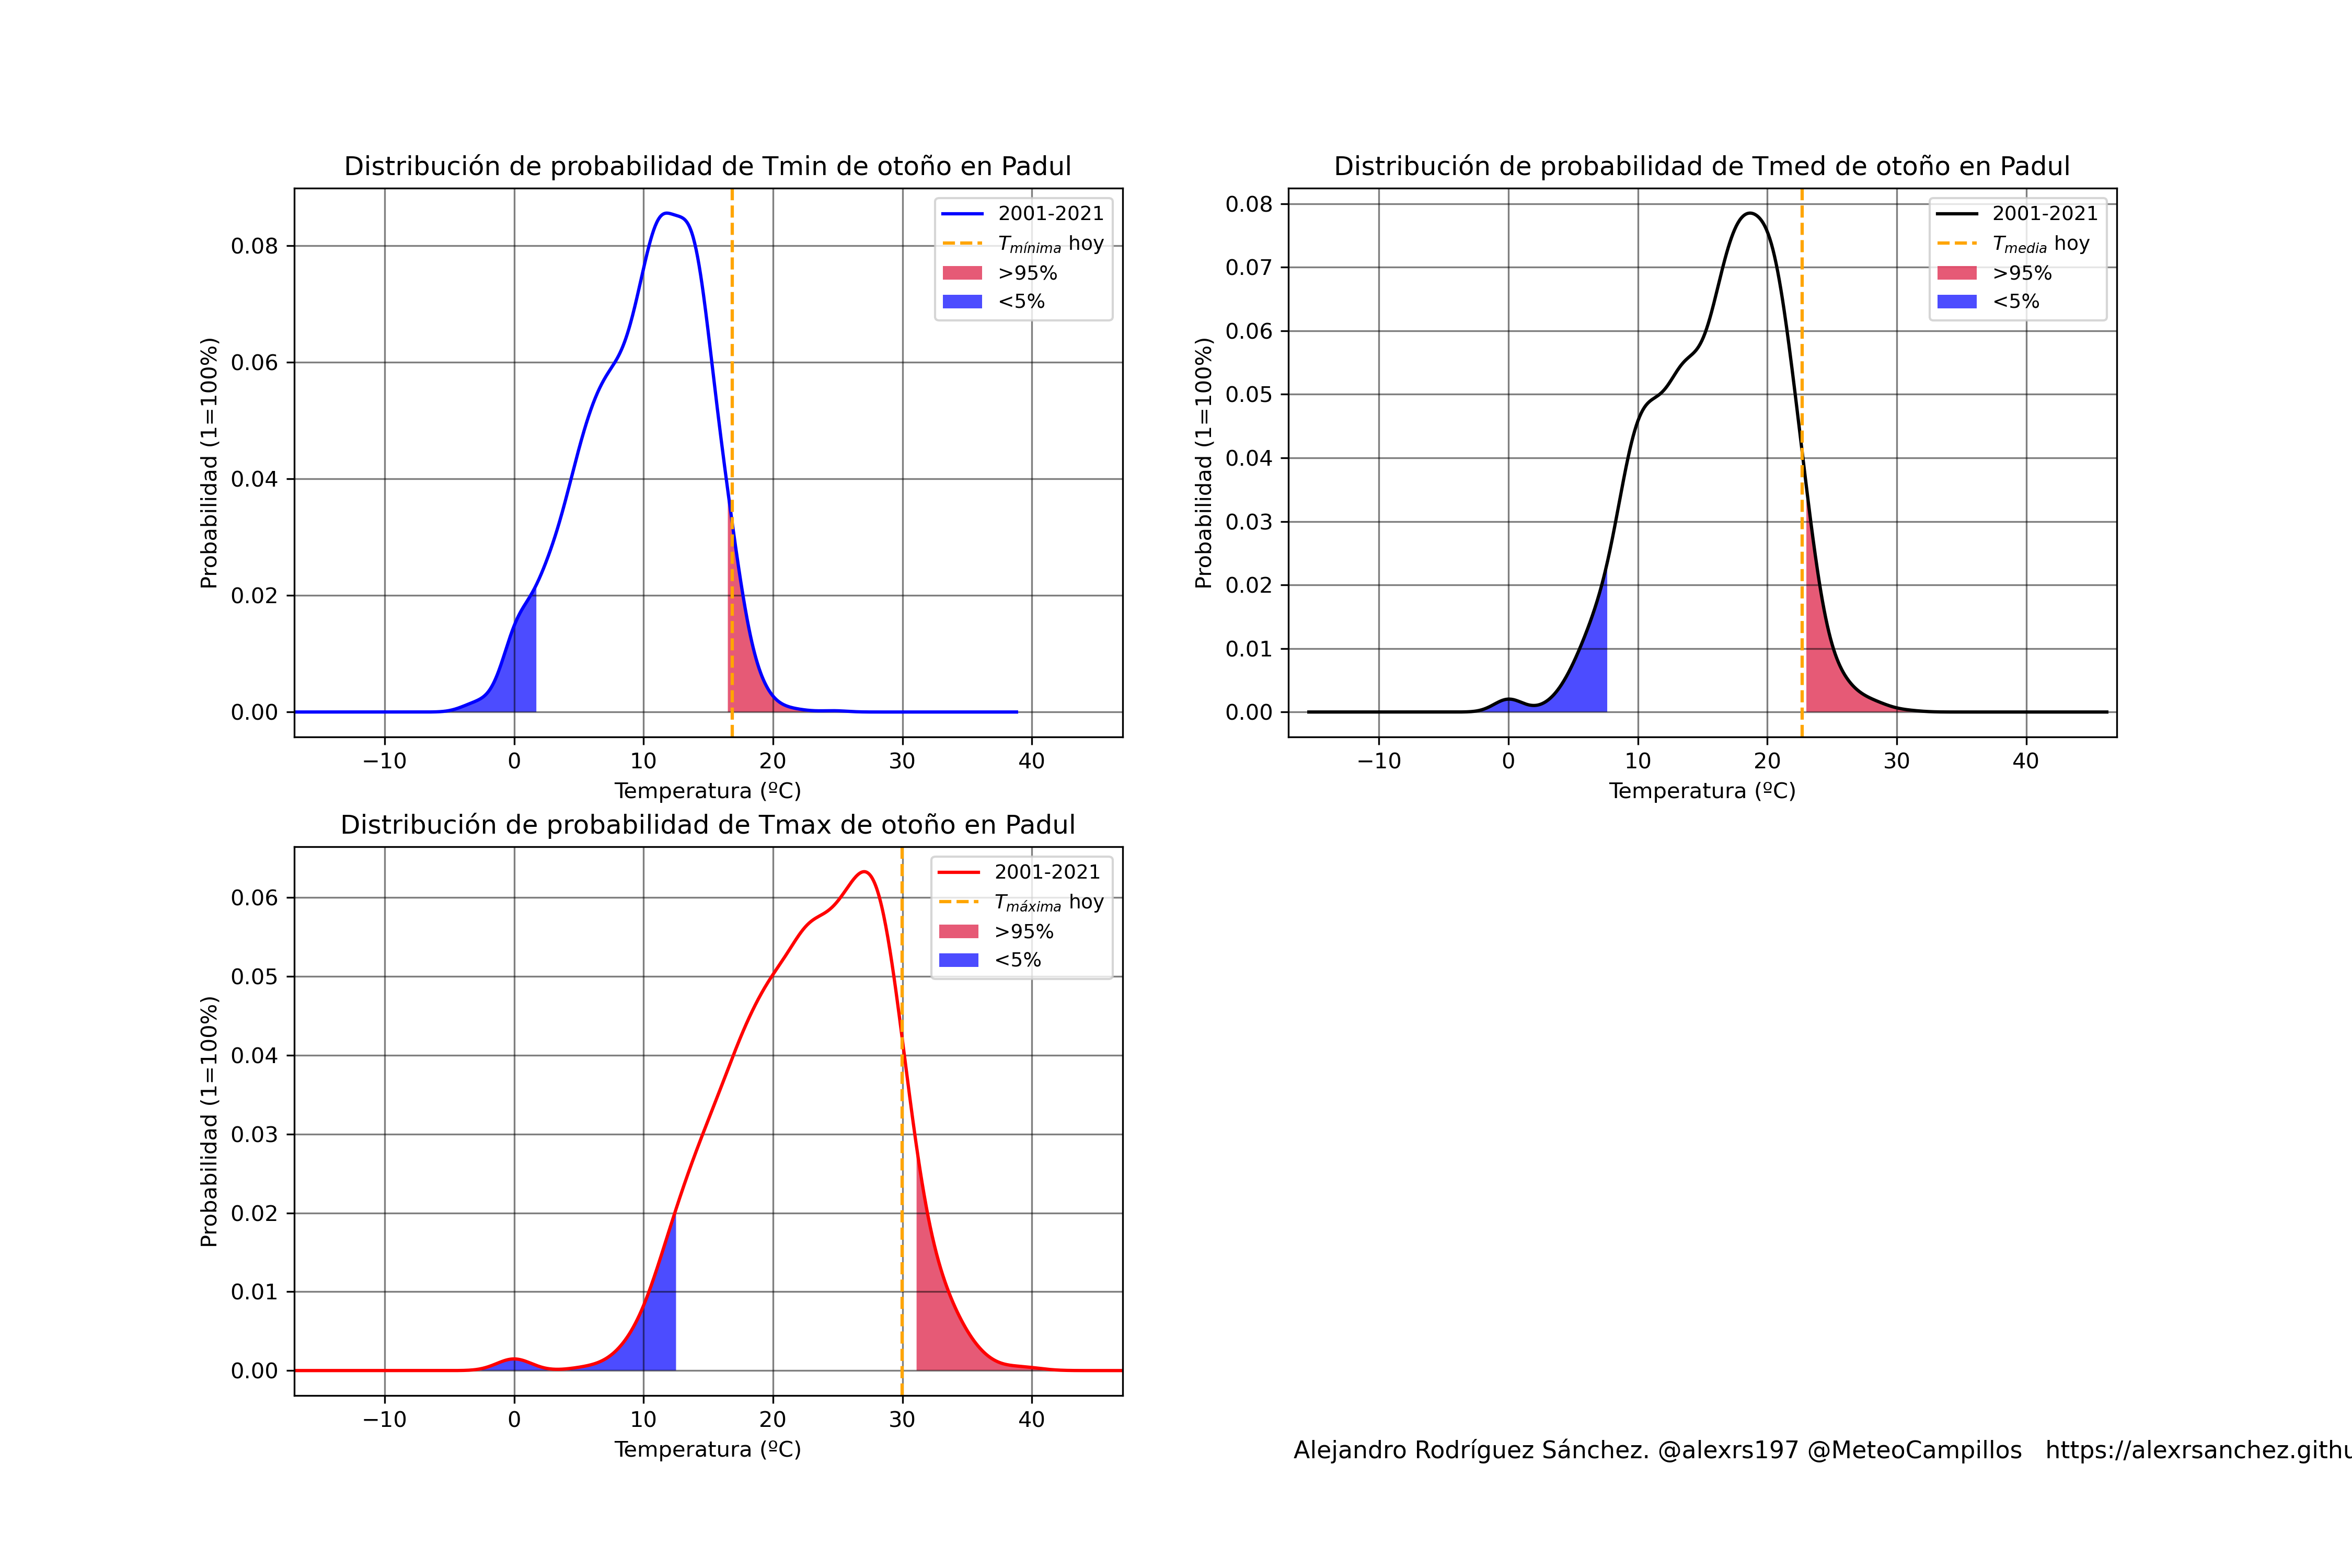 Distribución de probabilidad de Tmin de otoño en Padul
0.08
0.06
0.04
0.02
0.00
Probabilidad (1=100%)
2001-2021
Tmínima hoy
>95%
<5%
−10 0 10 20 30 40
Temperatura (ºC)
Distribución de probabilidad de Tmed de otoño en Padul
0.08
0.07
0.06
0.05
0.04
0.03
0.02
0.01
0.00
Probabilidad (1=100%)
2001-2021
Tmedia hoy
>95%
<5%
−10 0 10 20 30 40
Temperatura (ºC)
Distribución de probabilidad de Tmax de otoño en Padul
0.06
0.05
0.04
0.03
0.02
0.01
0.00
Probabilidad (1=100%)
2001-2021
Tmáxima hoy
>95%
<5%
−10 0 10 20 30 40
Temperatura (ºC)
Alejandro Rodríguez Sánchez. @alexrs197 @MeteoCampillos https://alexrsanchez.githu